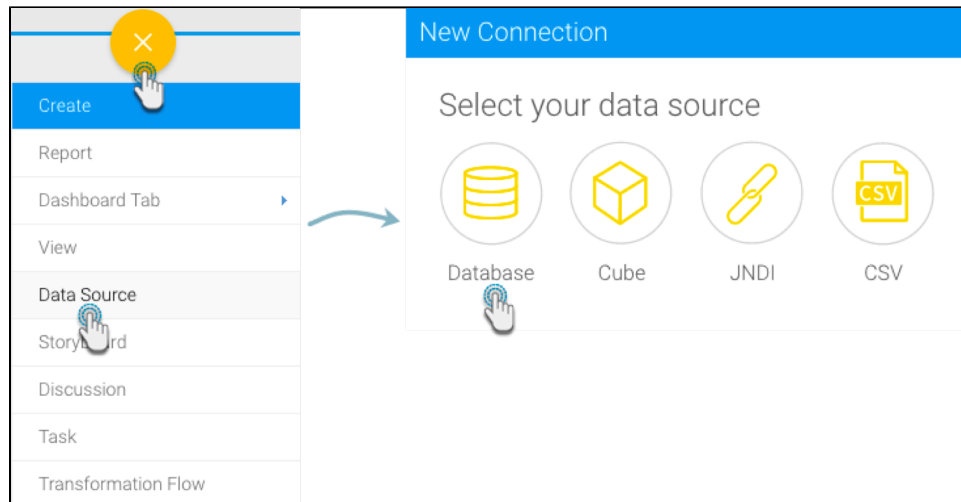 Create
Report
Dashboard Tab
View
Data Source
Storyboard
Discussion
Task
Transformation Flow
New Connection
Select your data source
CSV
Database Cube JNDI CSV